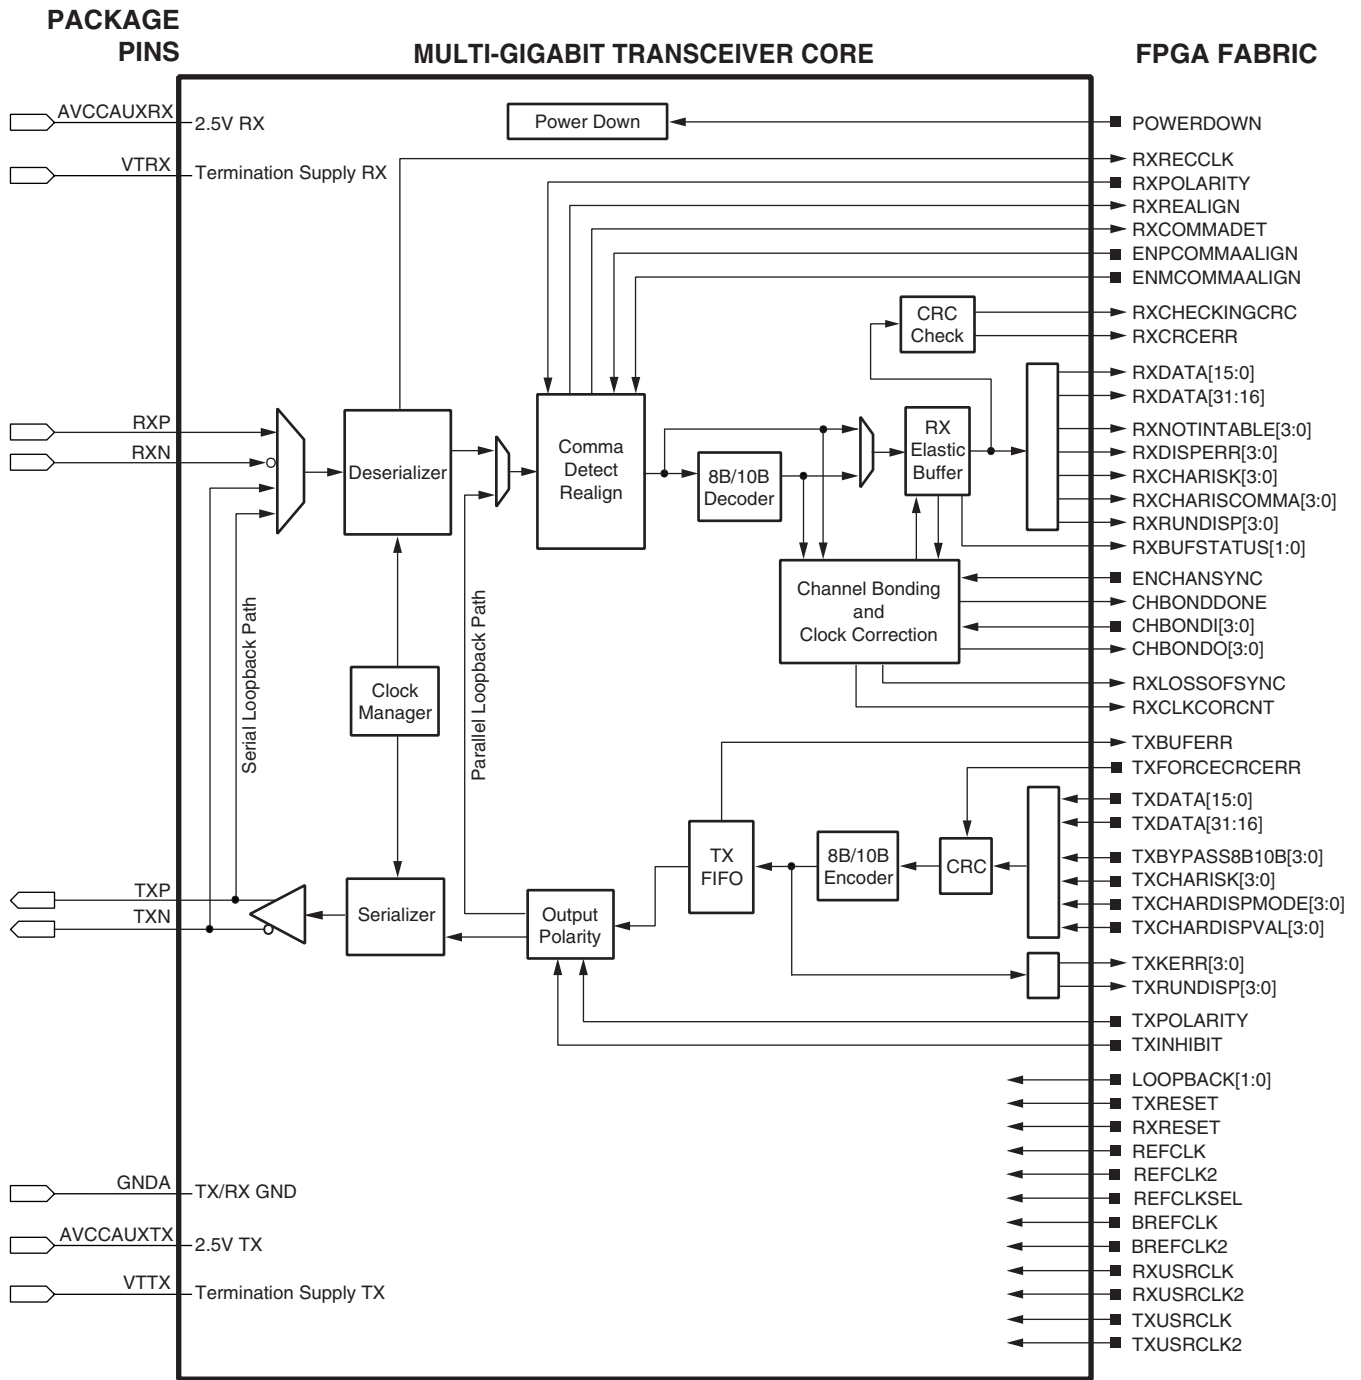 PACKAGE
PINS
MULTI-GIGABIT TRANSCEIVER CORE
FPGA FABRIC
AVCCAUXRX
2.5V RX
VTRX
Termination Supply RX
Power Down
POWERDOWN
RXRECCLK
RXPOLARITY
RXREALIGN
RXCOMMADET
ENPCOMMAALIGN
ENMCOMMAALIGN
CRC
Check
RXCHECKINGCRC
RXCRCERR
RXDATA[15:0]
RXDATA[31:16]
RXNOTINTABLE[3:0]
RXDISPERR[3:0]
RXCHARISK[3:0]
RXCHARISCOMMA[3:0]
RXRUNDISP[3:0]
RXBUFSTATUS[1:0]
RXP
RXN
Deserializer
Comma
Detect
Realign
8B/10B
Decoder
RX
Elastic
Buffer
Channel Bonding
and
Clock Correction
ENCHANSYNC
CHBONDDONE
CHBONDI[3:0]
CHBONDO[3:0]
RXLOSSOFSYNC
RXCLKCORCNT
Serial Loopback Path
Clock
Manager
Parallel Loopback Path
TXBUFERR
TXFORCECRCERR
TXDATA[15:0]
TXDATA[31:16]
TXBYPASS8B10B[3:0]
TXCHARISK[3:0]
TXCHARDISPMODE[3:0]
TXCHARDISPVAL[3:0]
TXKERR[3:0]
TXRUNDISP[3:0]
TXPOLARITY
TXINHIBIT
TX
FIFO
8B/10B
Encoder
CRC
TXP
TXN
Serializer
Output
Polarity
LOOPBACK[1:0]
TXRESET
RXRESET
REFCLK
REFCLK2
REFCLKSEL
BREFCLK
BREFCLK2
RXUSRCLK
RXUSRCLK2
TXUSRCLK
TXUSRCLK2
GNDA
TX/RX GND
AVCCAUXTX
2.5V TX
VTTX
Termination Supply TX